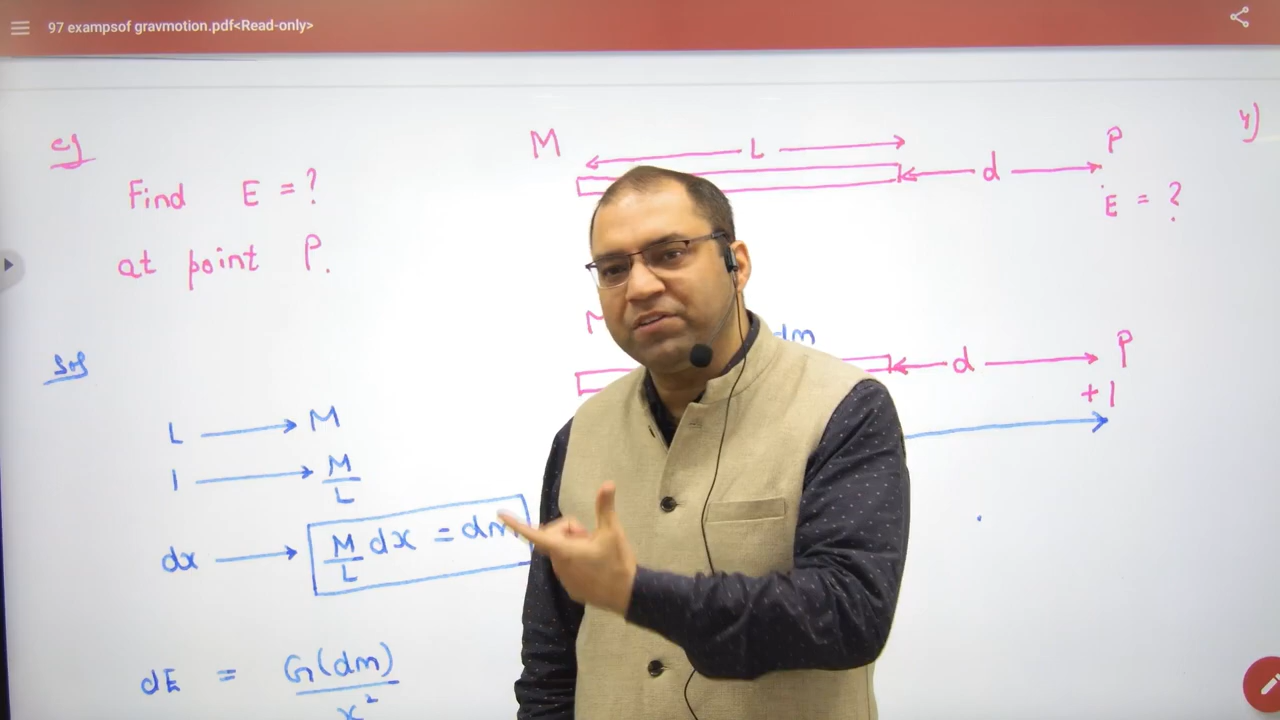 97 exampsof gravmotion.pdf<Read-only>
e)
Find E = ?
at point P.
M
L
d
P
E = ?
4)
Sol
M
dm
d
P
+1
L → M
1 → M/L
dx → M/L dx = dm
dE = G(dm)/x²